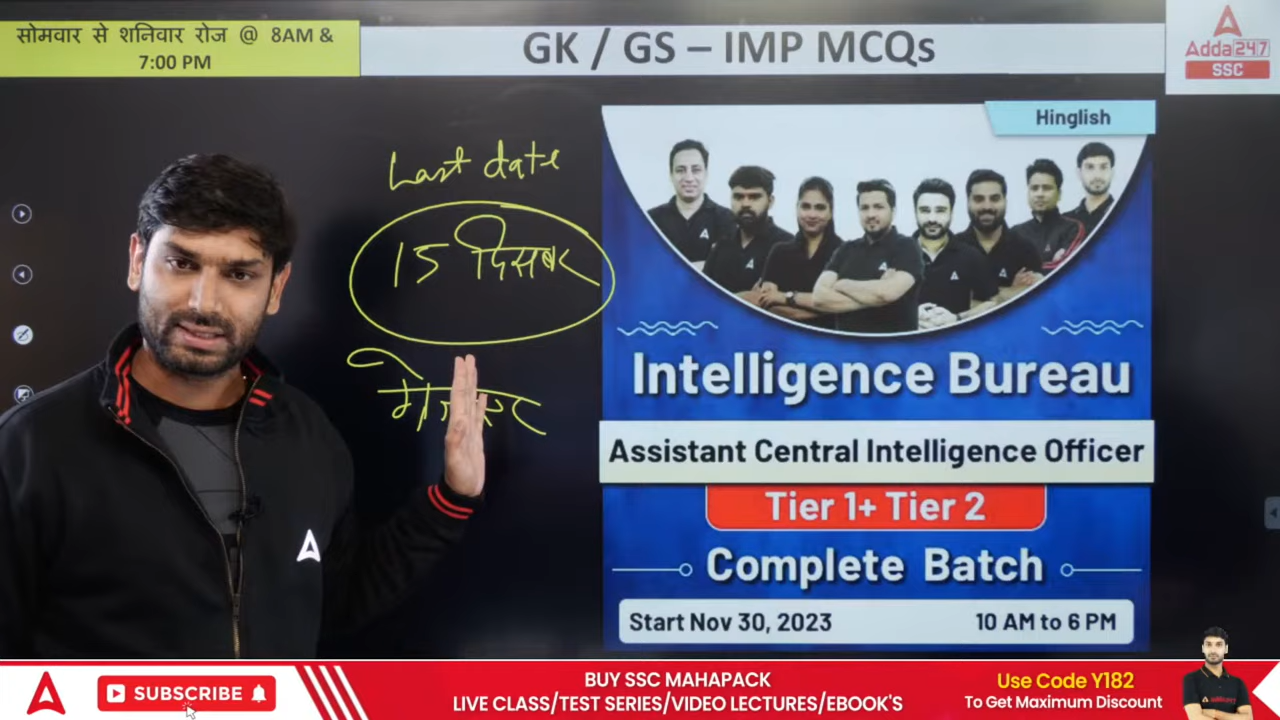 सोमवार से शनिवार रोज @ 8AM &
7:00 PM
GK / GS – IMP MCQs
Adda247
SSC
Hinglish
Last date
15 दिसम्बर
Intelligence Bureau
Assistant Central Intelligence Officer
Tier 1+ Tier 2
Complete Batch
Start Nov 30, 2023
10 AM to 6 PM
SUBSCRIBE
BUY SSC MAHAPACK
LIVE CLASS/TEST SERIES/VIDEO LECTURES/EBOOK'S
Use Code Y182
To Get Maximum Discount